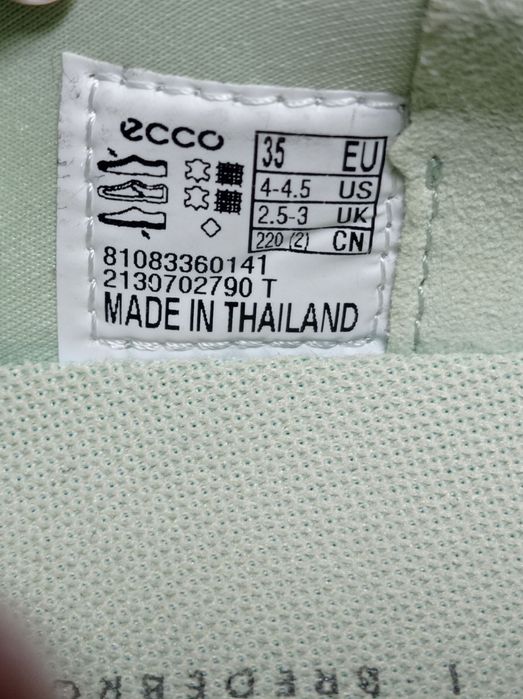 ecco
35 EU
4-4.5 US
2.5-3 UK
220 (2) CN
81083360141
2130702790 T
MADE IN THAILAND